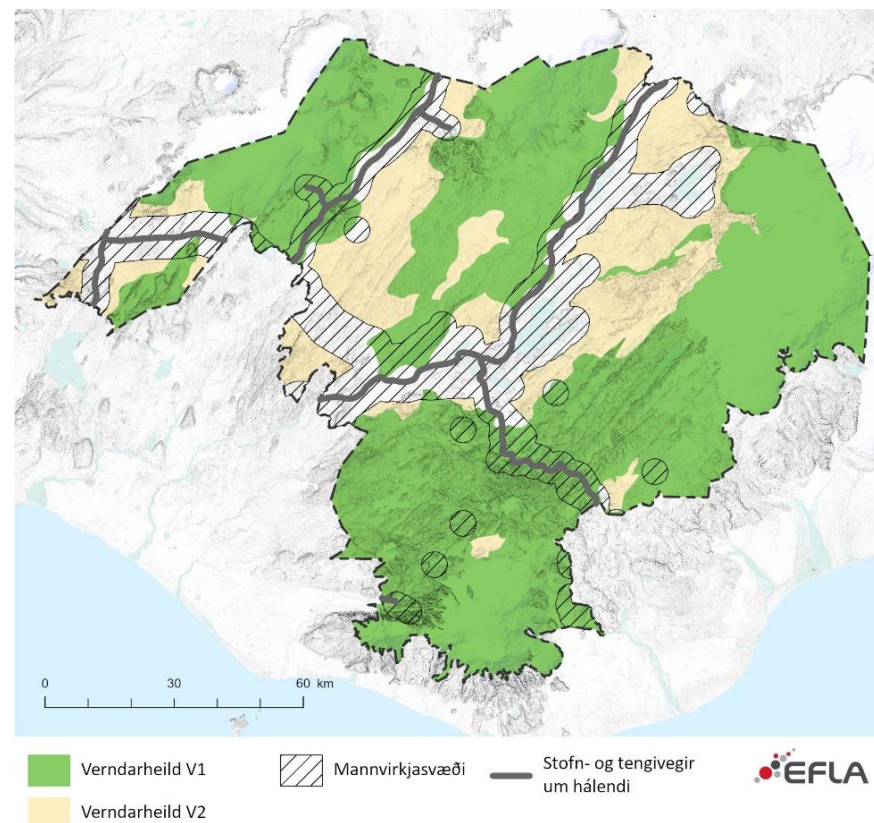 0 30 60 km
Verndarheild V1
Verndarheild V2
Mannvirkjasvæði
Stofn- og tengivegir
um hálendi
EFLA